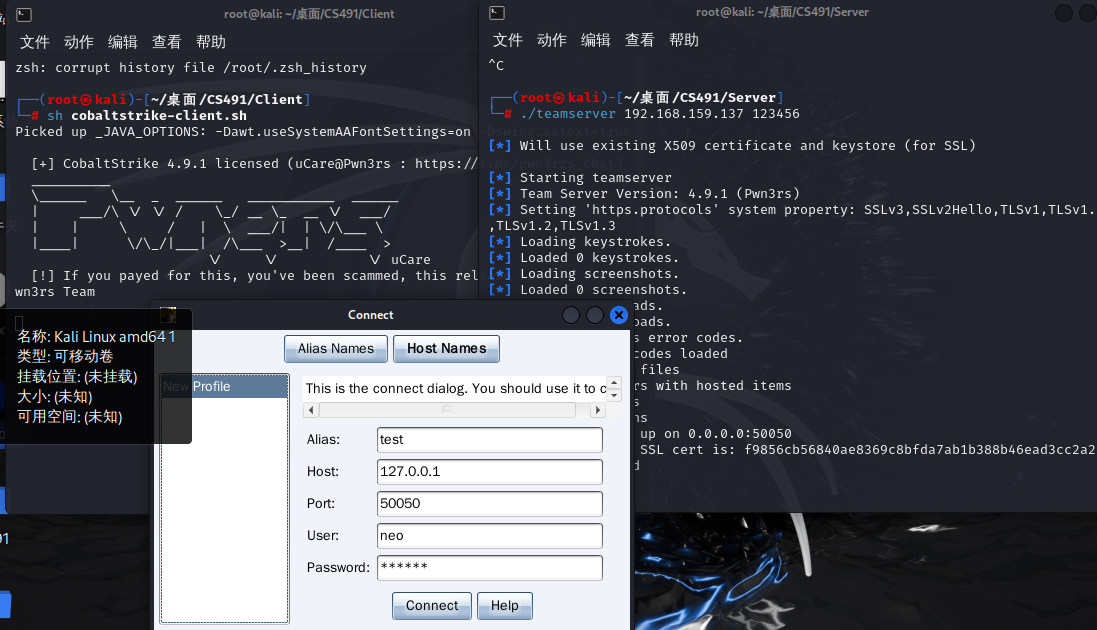 root@kali: ~/桌面/CS491/Client
文件 动作 编辑 查看 帮助
zsh: corrupt history file /root/.zsh_history
┌──(root㉿kali)-[~/桌面/CS491/Client]
└─# sh cobaltstrike-client.sh
Picked up _JAVA_OPTIONS: -Dawt.useSystemAAFontSettings=on -Dswing.aatext=true
[+] CobaltStrike 4.9.1 licensed (uCare@Pwn3rs : https://t.me/pwn3rzs_chat)
uCare
[!] If you payed for this, you've been scammed, this rel
wn3rs Team
root@kali: ~/桌面/CS491/Server
文件 动作 编辑 查看 帮助
^C
┌──(root㉿kali)-[~/桌面/CS491/Server]
└─# ./teamserver 192.168.159.137 123456
[*] Will use existing X509 certificate and keystore (for SSL)
[*] Starting teamserver
[*] Team Server Version: 4.9.1 (Pwn3rs)
[*] Setting 'https.protocols' system property: SSLv3,SSLv2Hello,TLSv1,TLSv1.
,TLSv1.2,TLSv1.3
[*] Loading keystrokes.
[*] Loaded 0 keystrokes.
[*] Loading screenshots.
[*] Loaded 0 screenshots.
ads.
oads.
s error codes.
codes loaded
files
rs with hosted items
s
ns
up on 0.0.0.0:50050
SSL cert is: f9856cb56840ae8369c8bfda7ab1b388b46ead3cc2a2
d
名称: Kali Linux amd64 1
类型: 可移动卷
挂载位置: (未挂载)
大小: (未知)
可用空间: (未知)
Connect
Alias Names
Host Names
New Profile
This is the connect dialog. You should use it to c
Alias: test
Host: 127.0.0.1
Port: 50050
User: neo
Password: ******
Connect
Help
91